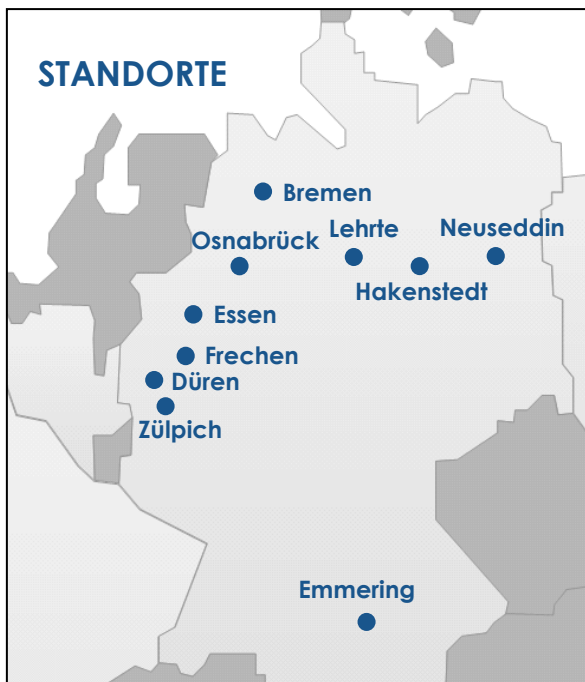 STANDORTE
Bremen
Lehrte
Neuseddin
Osnabrück
Hakenstedt
Essen
Frechen
Düren
Zülpich
Emmering